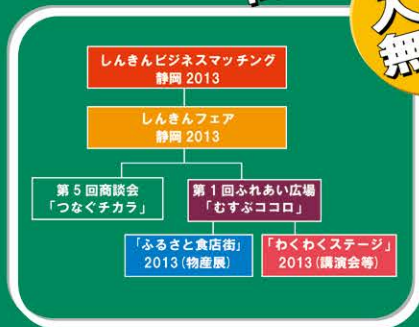 しんきんビジネスマッチング
静岡 2013
しんきんフェア
静岡 2013
第5回商談会
「つなぐチカラ」
第1回ふれあい広場
「むすぶココロ」
「ふるさと食店街」
2013(物産展)
「わくわくステージ」
2013(講演会等)